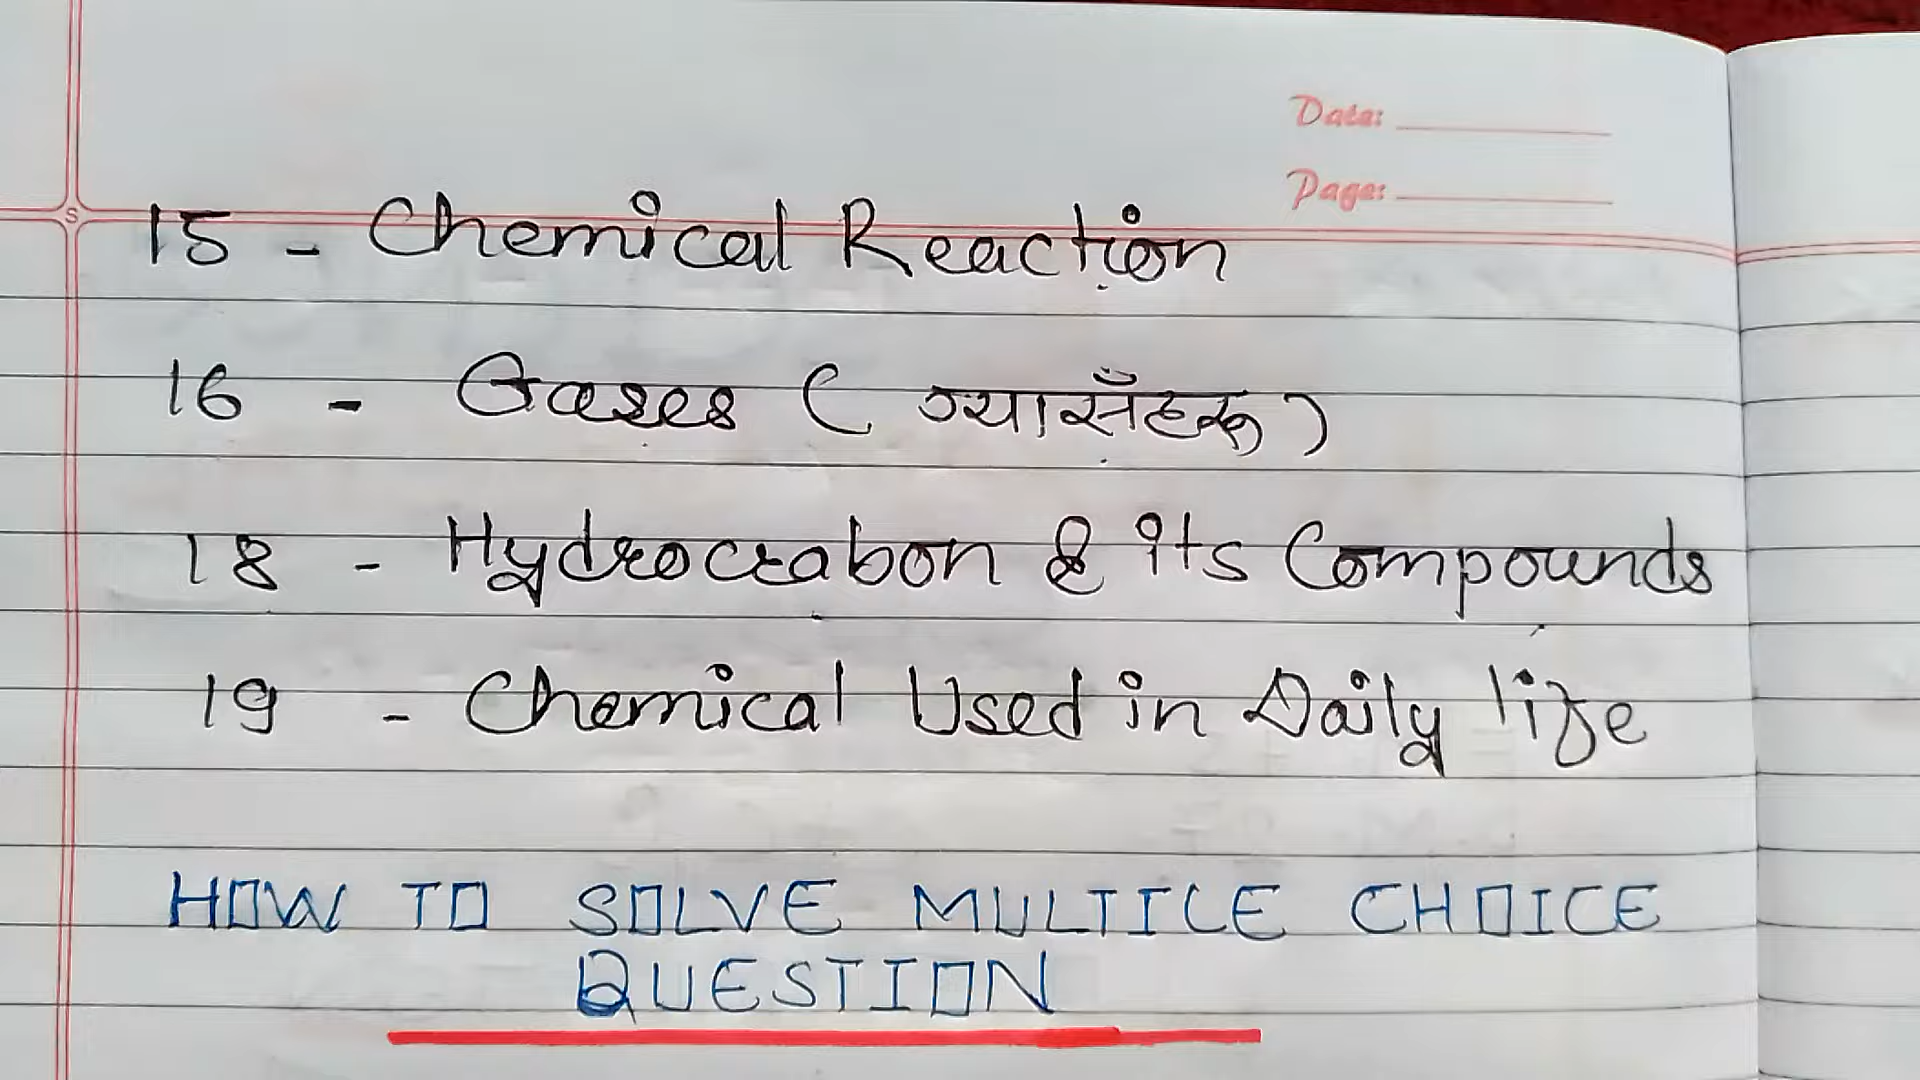 Date:
Page:
15 - Chemical Reaction
16 - Gases ( ग्यासँहरू )
18 - Hydrocrabon & its Compounds
19 - Chemical Used in Daily life
HOW TO SOLVE MULTICE CHOICE
QUESTION